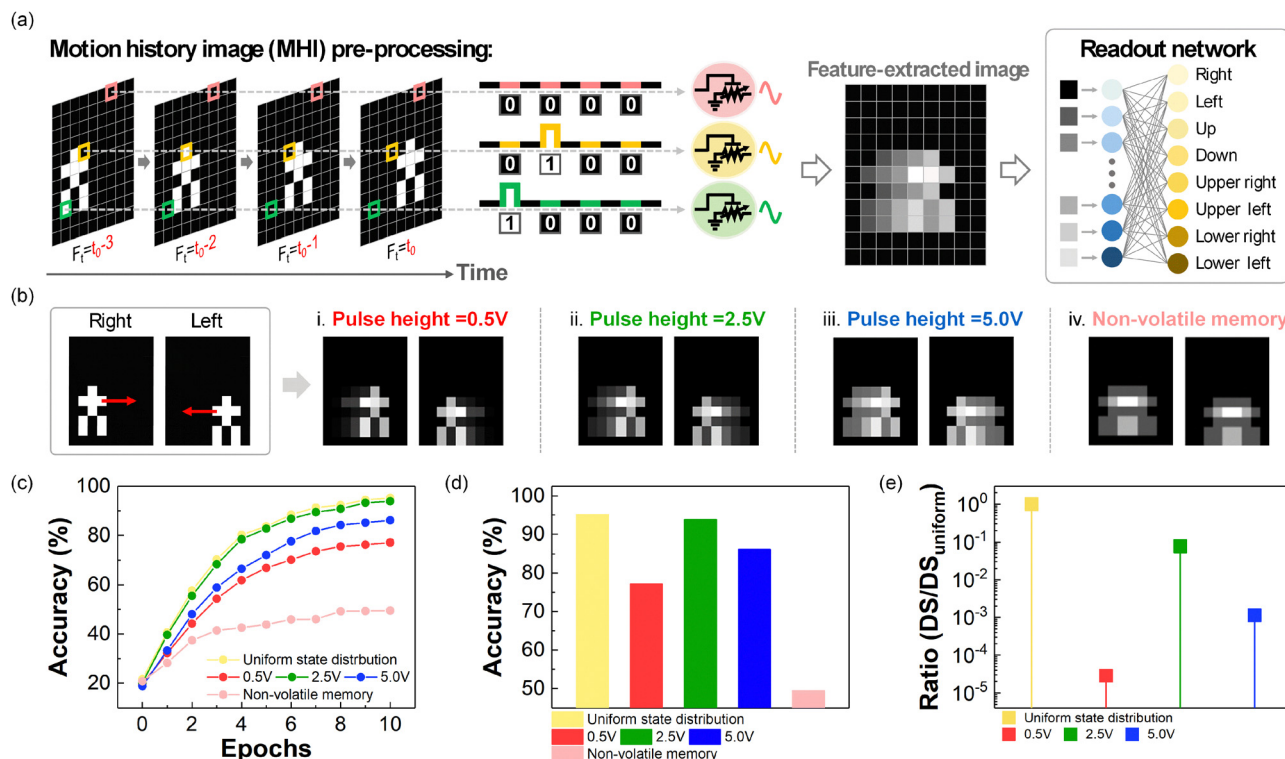 (a)
Motion history image (MHI) pre-processing:
Readout network
Feature-extracted image
Right
Left
Up
Down
Upper right
Upper left
Lower right
Lower left
0 0 0 0
0 1 0 0
1 0 0 0
Ft=t0-3
Ft=t0-2
Ft=t0-1
Ft=t0
Time
(b)
Right
Left
i. Pulse height =0.5V
ii. Pulse height =2.5V
iii. Pulse height =5.0V
iv. Non-volatile memory
(c)
Accuracy (%)
100
80
60
40
20
Uniform state distrbution
0.5V
2.5V
5.0V
Non-volatile memory
0 2 4 6 8 10
Epochs
(d)
Accuracy (%)
100
95
90
85
80
75
70
65
50
Uniform state distribution
0.5V
2.5V
5.0V
Non-volatile memory
(e)
Ratio (DS/DSuniform)
10^0
10^-1
10^-2
10^-3
10^-4
10^-5
Uniform state distribution
0.5V
2.5V
5.0V